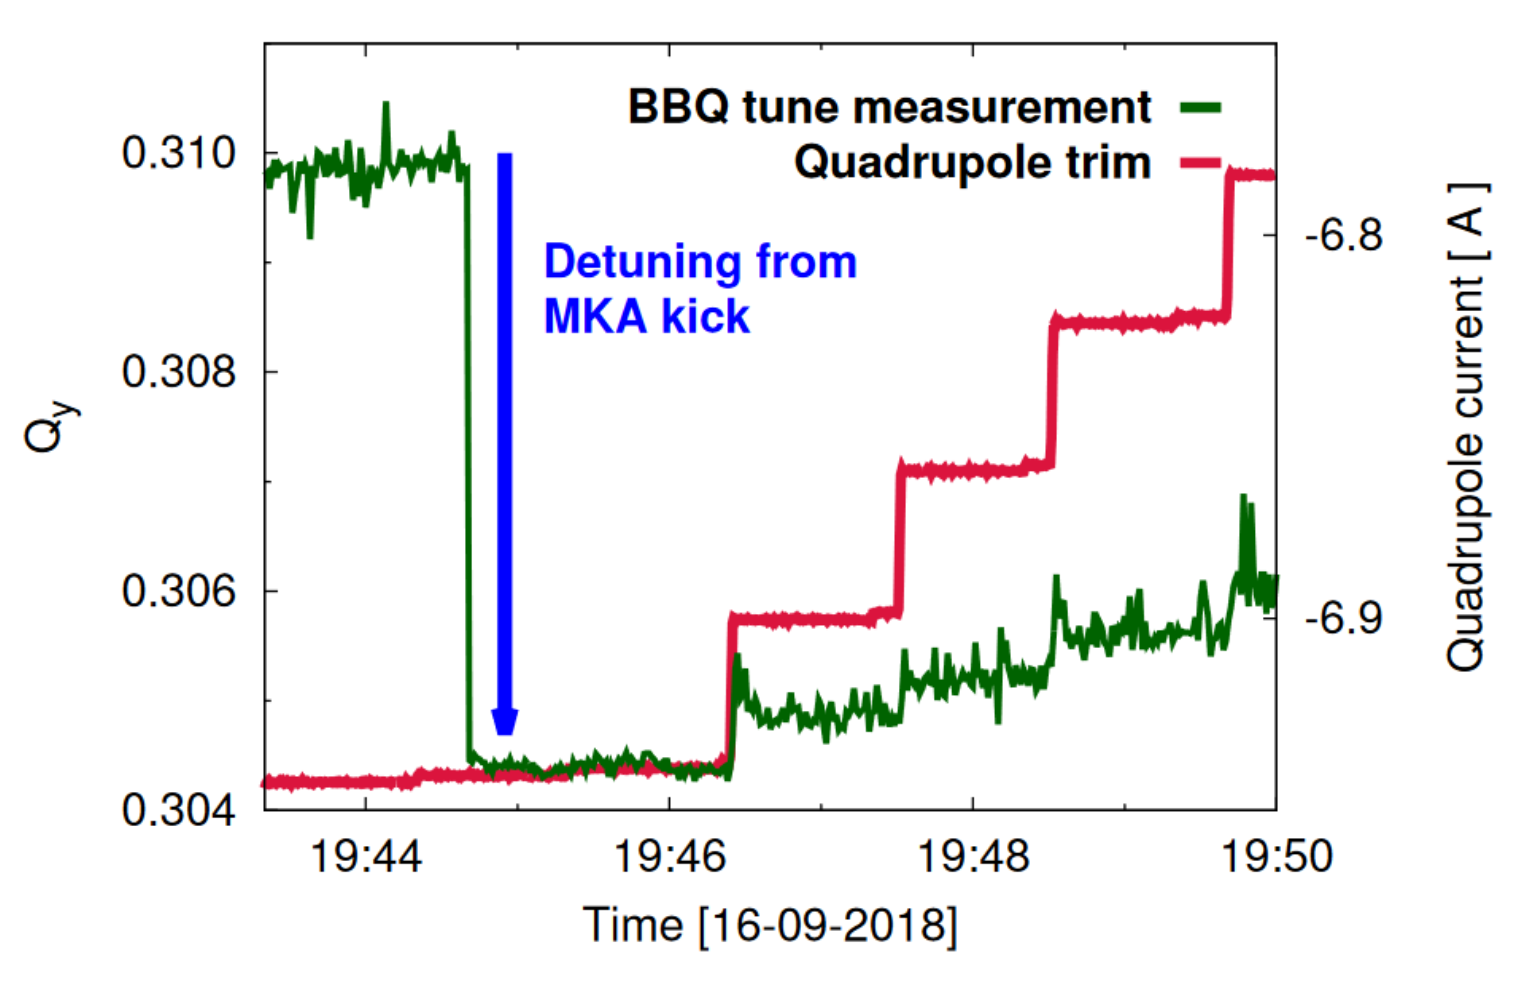 BBQ tune measurement
Quadrupole trim
Detuning from
MKA kick
0.310
0.308
0.306
0.304
Qy
-6.8
-6.9
Quadrupole current [ A ]
19:44 19:46 19:48 19:50
Time [16-09-2018]